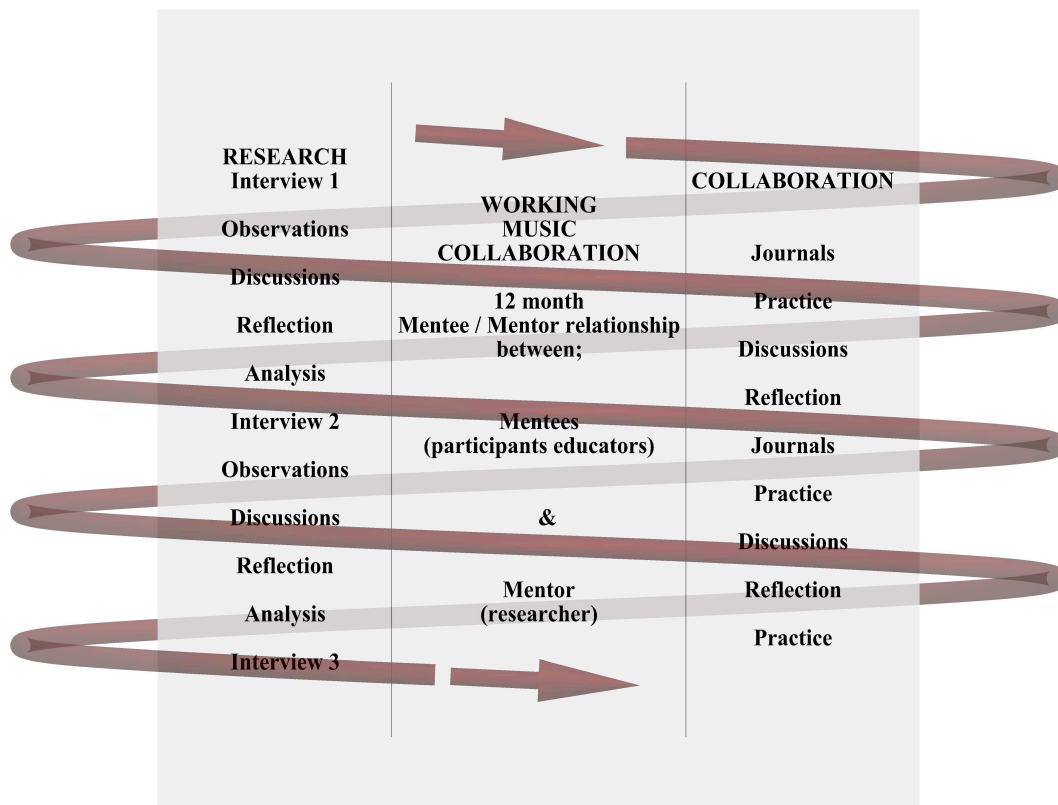 RESEARCH
Interview 1
Observations
Discussions
Reflection
Analysis
Interview 2
Observations
Discussions
Reflection
Analysis
Interview 3
WORKING
MUSIC
COLLABORATION
12 month
Mentee / Mentor relationship
between;
Mentees
(participants educators)
&
Mentor
(researcher)
COLLABORATION
Journals
Practice
Discussions
Reflection
Journals
Practice
Discussions
Reflection
Practice